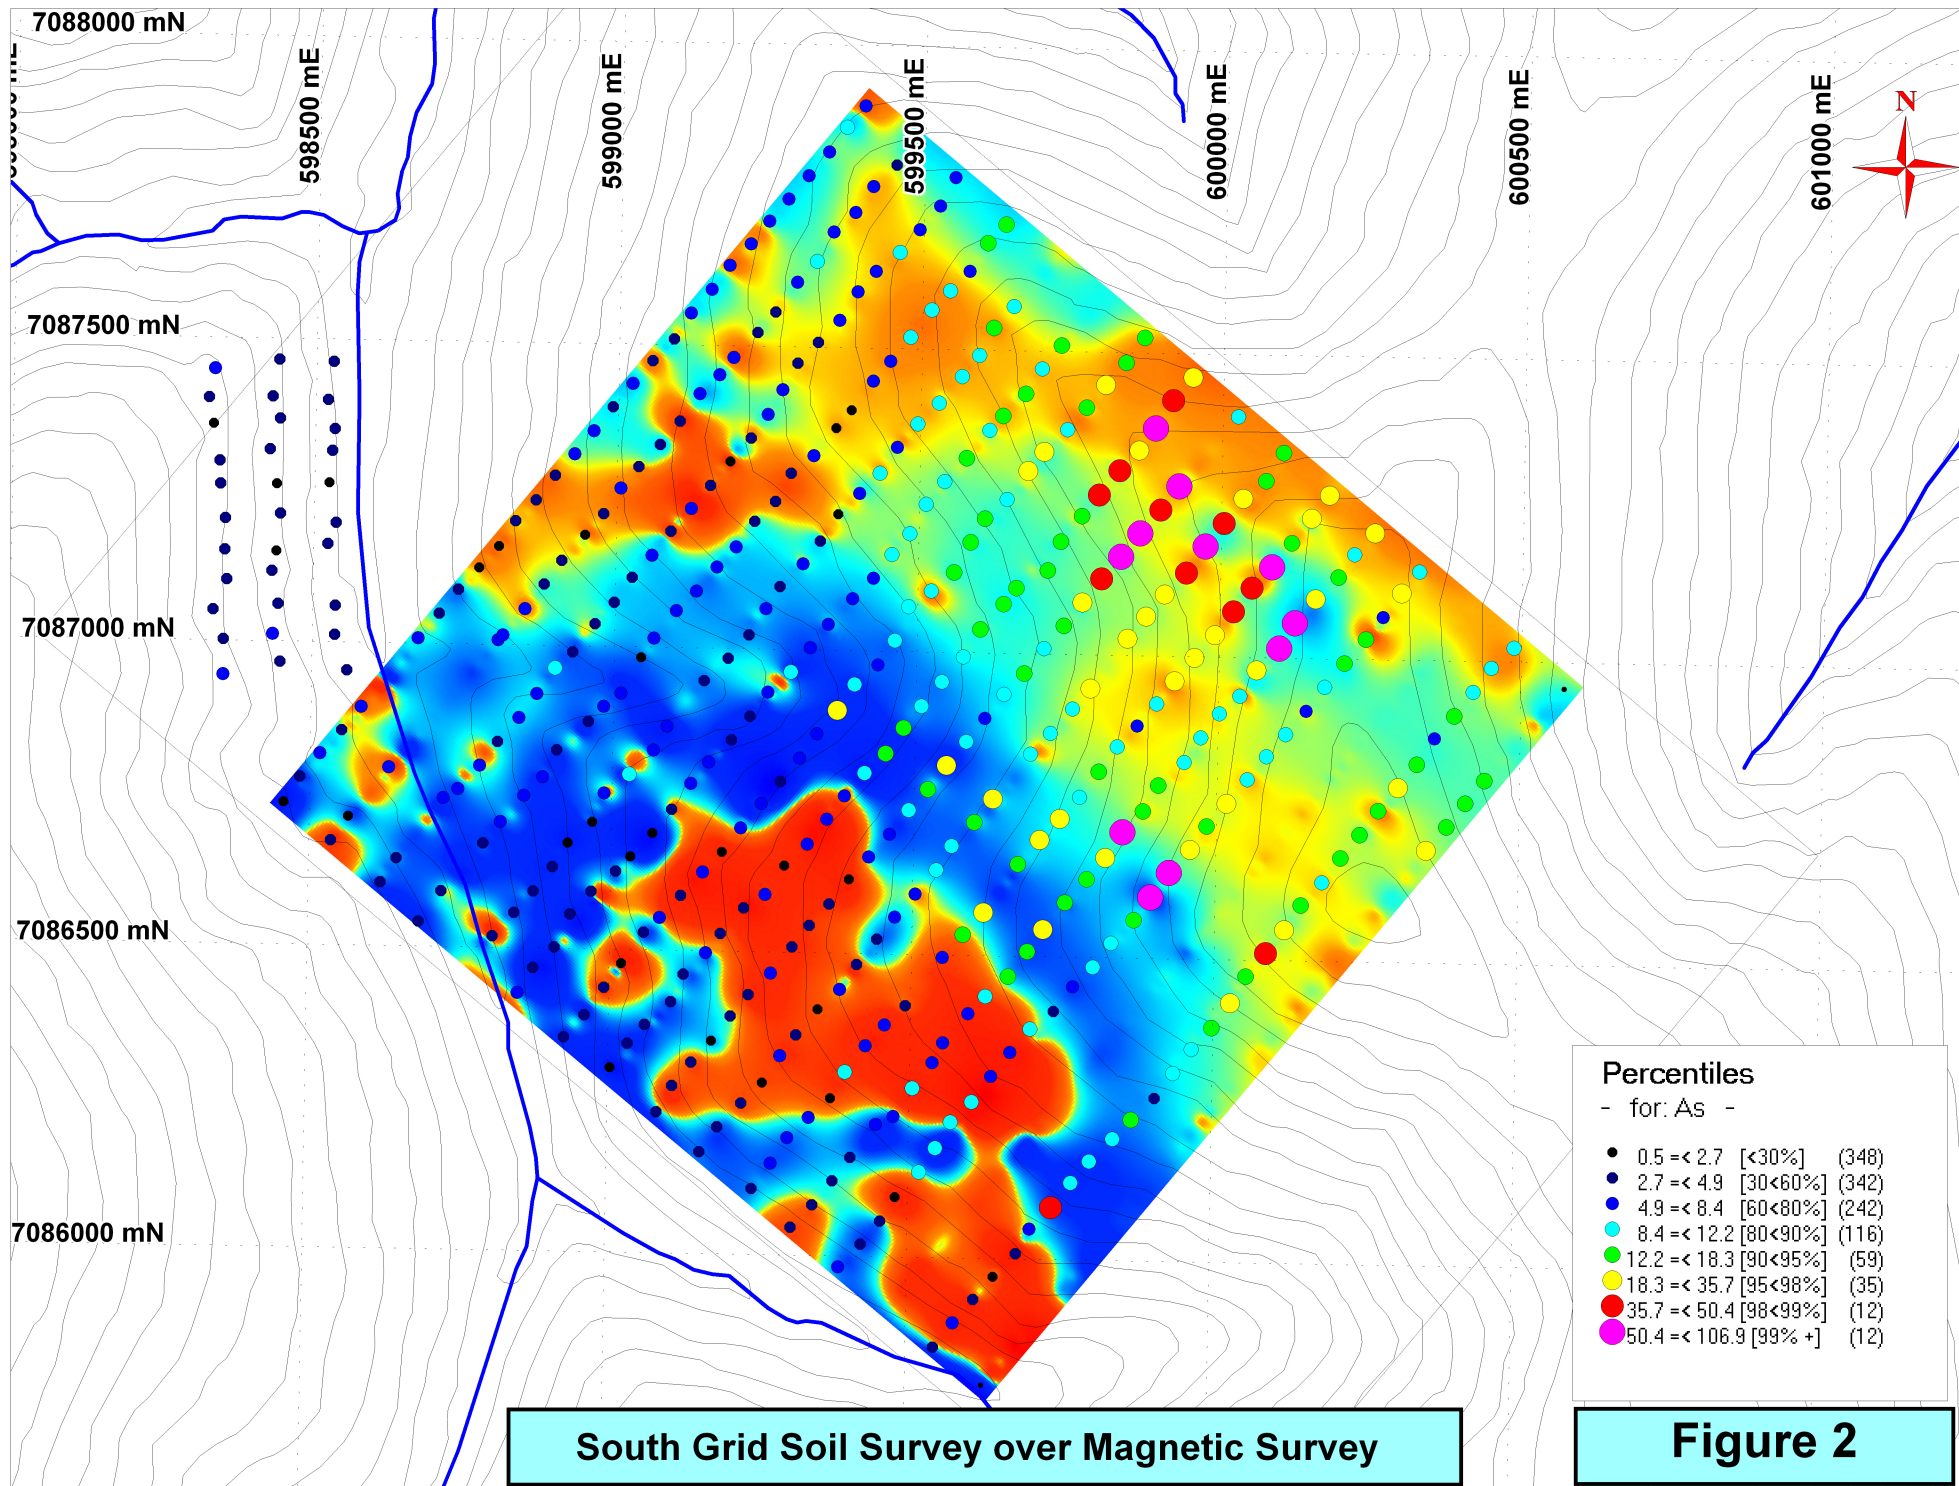 7088000 mN
598500 mE
599000 mE
599500 mE
600000 mE
600500 mE
601000 mE
N
7087500 mN
7087000 mN
7086500 mN
7086000 mN
Percentiles
- for: As -
0.5 =< 2.7 [<30%] (348)
2.7 =< 4.9 [30<60%] (342)
4.9 =< 8.4 [60<80%] (242)
8.4 =< 12.2 [80<90%] (116)
12.2 =< 18.3 [90<95%] (59)
18.3 =< 35.7 [95<98%] (35)
35.7 =< 50.4 [98<99%] (12)
50.4 =< 106.9 [99% +] (12)
South Grid Soil Survey over Magnetic Survey
Figure 2